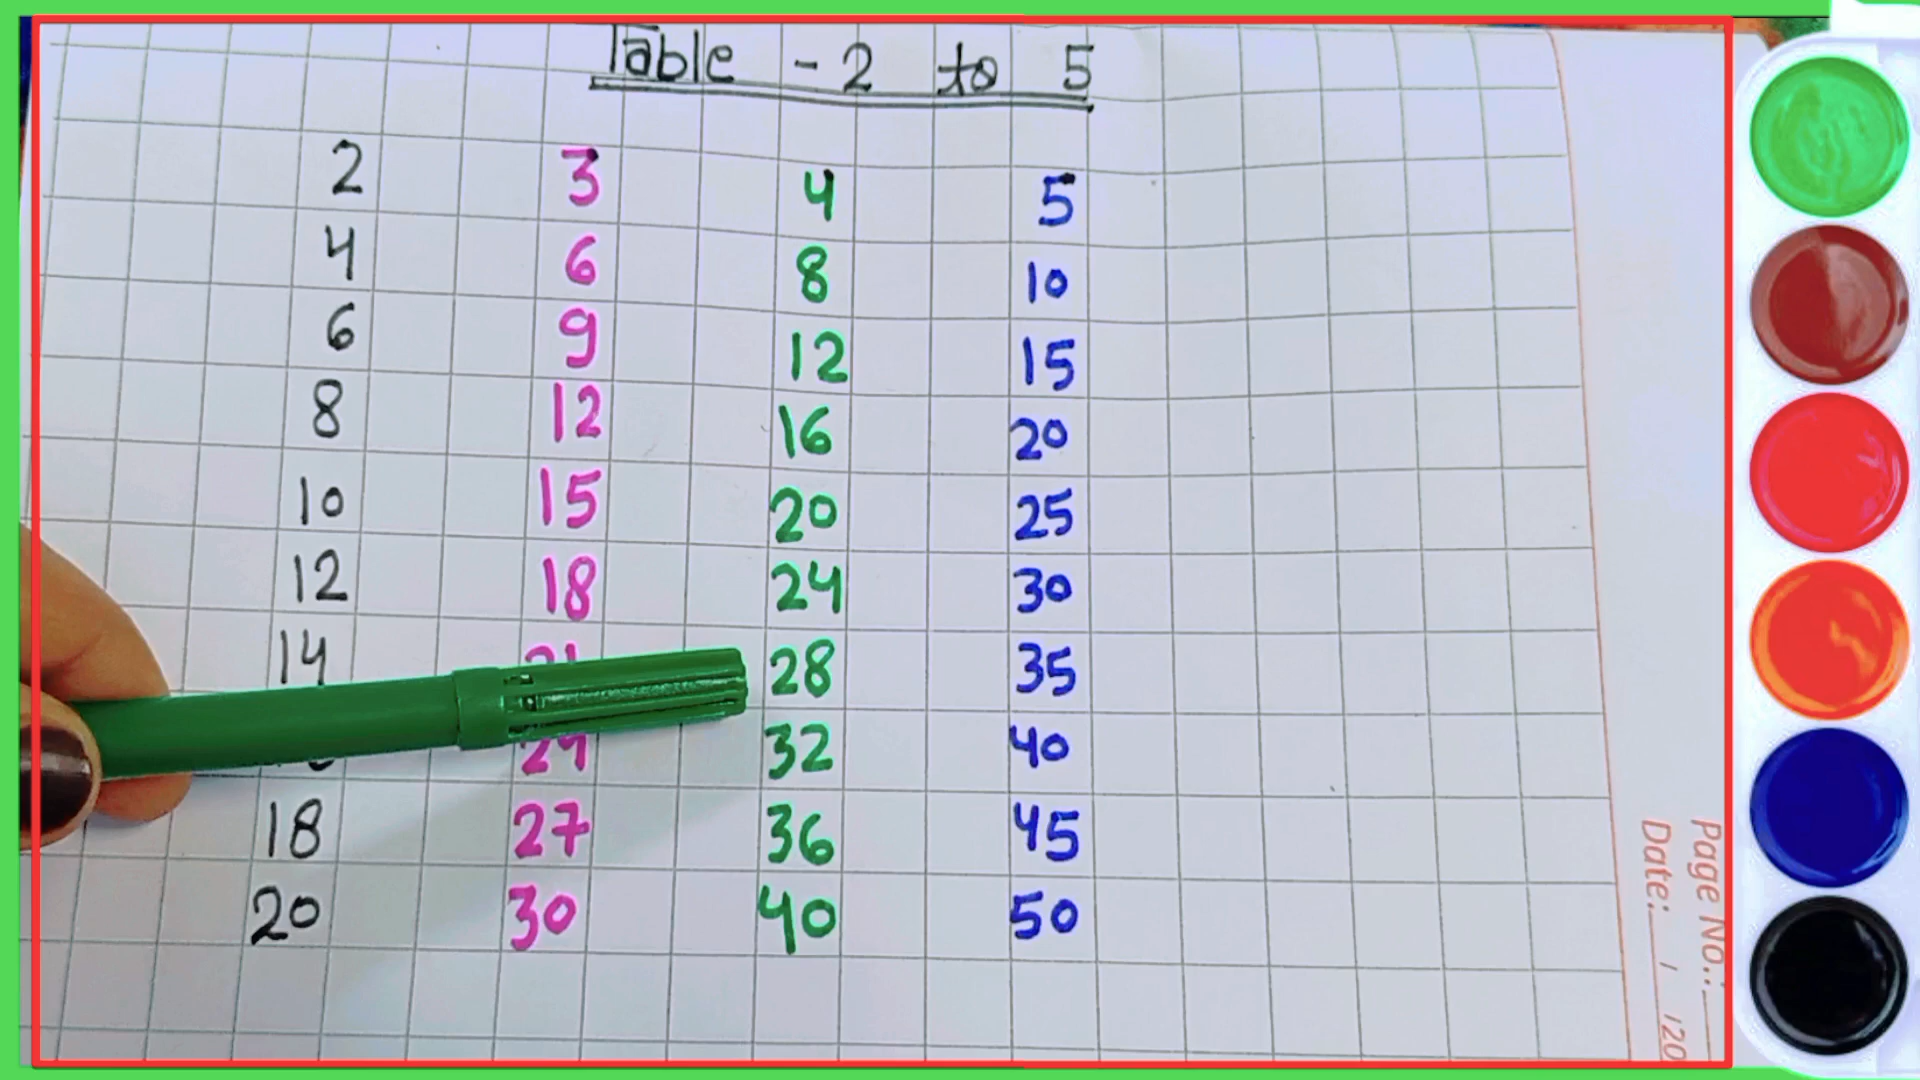 Table - 2 to 5
2 3 4 5
4 6 8 10
6 9 12 15
8 12 16 20
10 15 20 25
12 18 24 30
14 21 28 35
24 32 40
18 27 36 45
20 30 40 50
Page No.:
Date: / /20